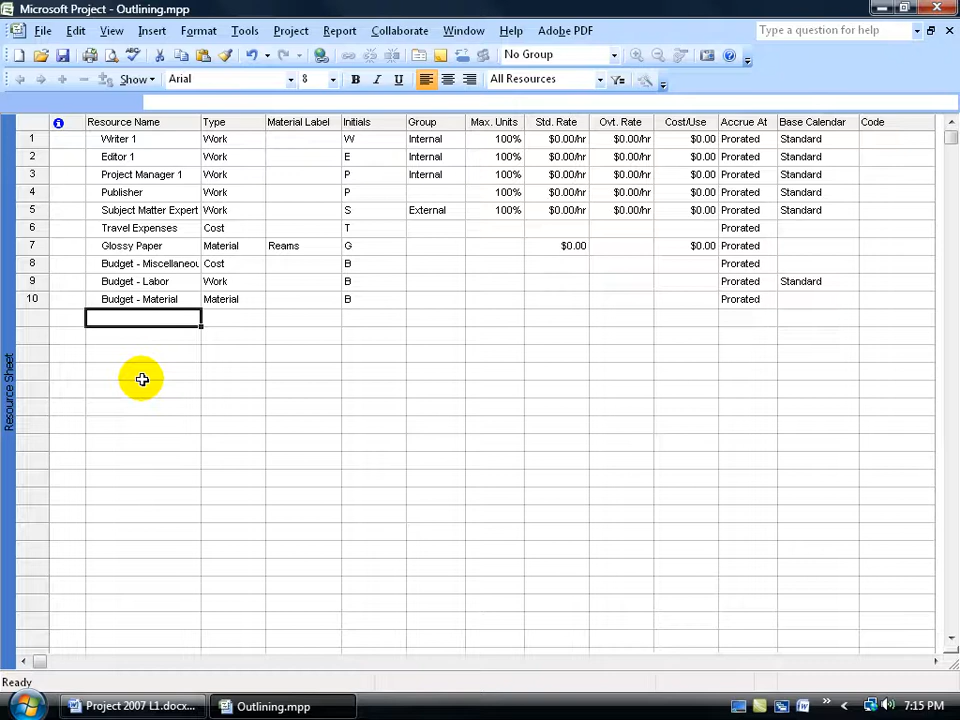 Microsoft Project - Outlining.mpp
File Edit View Insert Format Tools Project Report Collaborate Window Help Adobe PDF Type a question for help
No Group
Show Arial 8 B I U All Resources
Resource Name Type Material Label Initials Group Max. Units Std. Rate Ovt. Rate Cost/Use Accrue At Base Calendar Code
1 Writer 1 Work W Internal 100% $0.00/hr $0.00/hr $0.00 Prorated Standard
2 Editor 1 Work E Internal 100% $0.00/hr $0.00/hr $0.00 Prorated Standard
3 Project Manager 1 Work P Internal 100% $0.00/hr $0.00/hr $0.00 Prorated Standard
4 Publisher Work P 100% $0.00/hr $0.00/hr $0.00 Prorated Standard
5 Subject Matter Expert Work S External 100% $0.00/hr $0.00/hr $0.00 Prorated Standard
6 Travel Expenses Cost T Prorated
7 Glossy Paper Material Reams G $0.00 $0.00 Prorated
8 Budget - Miscellaneou Cost B Prorated
9 Budget - Labor Work B Prorated Standard
10 Budget - Material Material B Prorated
Resource Sheet
Ready
Project 2007 L1.docx... Outlining.mpp 7:15 PM